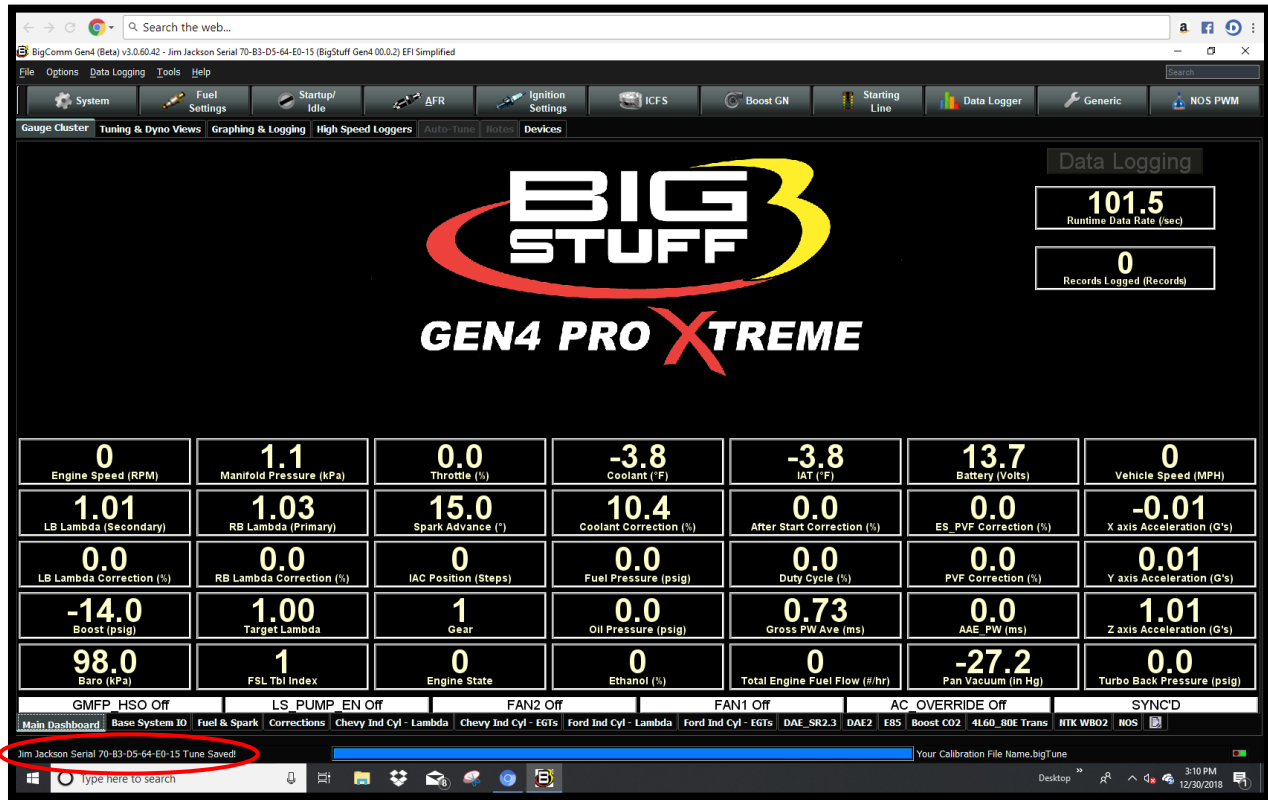 Search the web...
BigComm Gen4 (Beta) v3.0.60.42 - Jim Jackson Serial 70-B3-D5-64-E0-15 (BigStuff Gen4 00.0.2) EFI Simplified
File Options Data Logging Tools Help Search
System Fuel Settings Startup/ Idle AFR Ignition Settings ICFS Boost GN Starting Line Data Logger Generic NOS PWM
Gauge Cluster Tuning & Dyno Views Graphing & Logging High Speed Loggers Auto-Tune Notes Devices
Data Logging
BIG
STUFF
3
101.5
Runtime Data Rate (/sec)
0
Records Logged (Records)
GEN4 PRO XTREME
0 1.1 0.0 -3.8 -3.8 13.7 0
Engine Speed (RPM) Manifold Pressure (kPa) Throttle (%) Coolant (°F) IAT (°F) Battery (Volts) Vehicle Speed (MPH)
1.01 1.03 15.0 10.4 0.0 0.0 -0.01
LB Lambda (Secondary) RB Lambda (Primary) Spark Advance (°) Coolant Correction (%) After Start Correction (%) ES_PVF Correction (%) X axis Acceleration (G's)
0.0 0.0 0 0.0 0.0 0.0 0.01
LB Lambda Correction (%) RB Lambda Correction (%) IAC Position (Steps) Fuel Pressure (psig) Duty Cycle (%) PVF Correction (%) Y axis Acceleration (G's)
-14.0 1.00 1 0.0 0.73 0.0 1.01
Boost (psig) Target Lambda Gear Oil Pressure (psig) Gross PW Ave (ms) AAE_PW (ms) Z axis Acceleration (G's)
98.0 1 0 0 0 -27.2 0.0
Baro (kPa) FSL Tbl Index Engine State Ethanol (%) Total Engine Fuel Flow (#/hr) Pan Vacuum (in Hg) Turbo Back Pressure (psig)
GMFP_HSO Off LS_PUMP_EN Off FAN2 Off FAN1 Off AC_OVERRIDE Off SYNC'D
Main Dashboard Base System IO Fuel & Spark Corrections Chevy Ind Cyl - Lambda Chevy Ind Cyl - EGTs Ford Ind Cyl - Lambda Ford Ind Cyl - EGTs DAE_SR2.3 DAE2 E85 Boost CO2 4L60_80E Trans NTK WBO2 NOS
Jim Jackson Serial 70-B3-D5-64-E0-15 Tune Saved! Your Calibration File Name.bigTune
Type here to search Desktop 3:10 PM
12/30/2018